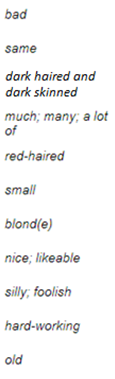 bad
same
dark haired and
dark skinned
much; many; a lot
of
red-haired
small
blond(e)
nice; likeable
silly; foolish
hard-working
old